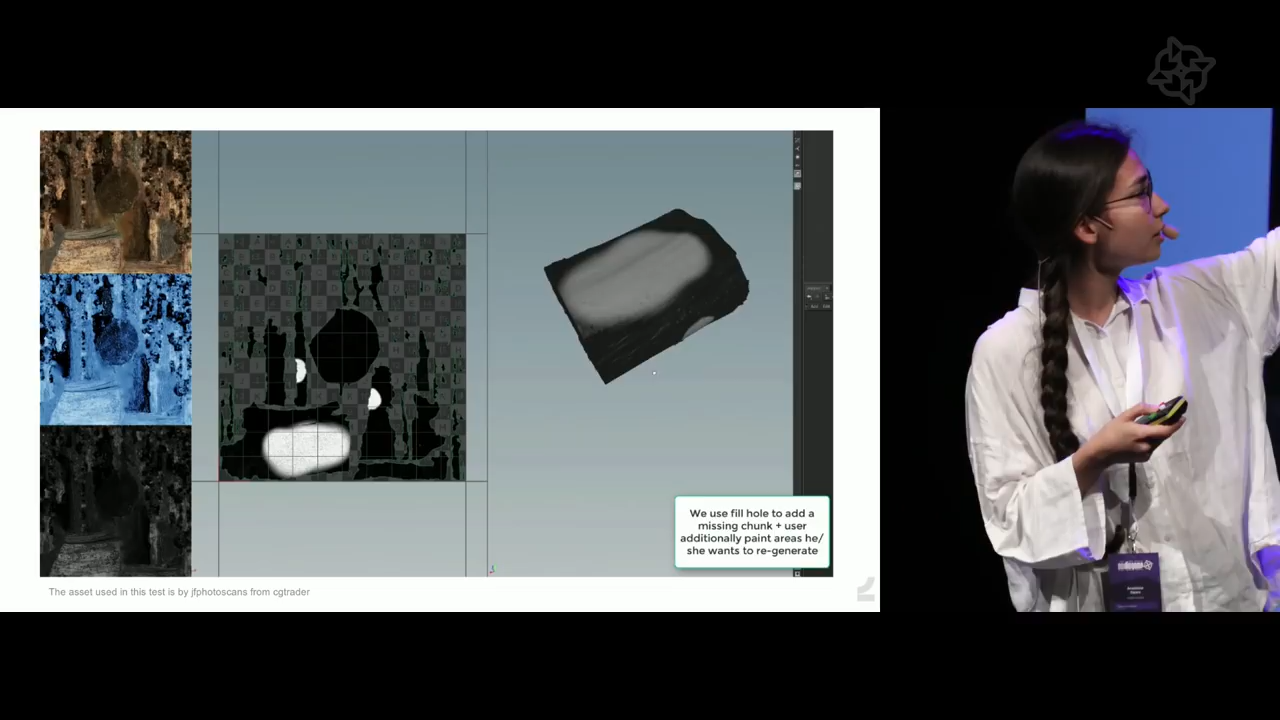 We use fill hole to add a
missing chunk + user
additionally paint areas he/
she wants to re-generate
The asset used in this test is by jfphotoscans from cgtrader